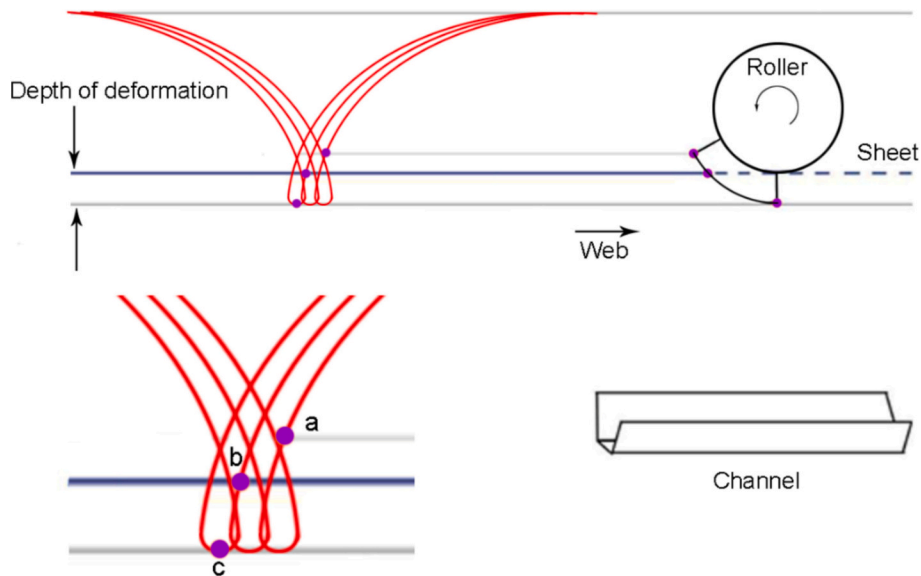 Roller
Depth of deformation
Sheet
Web
a
b
c
Channel